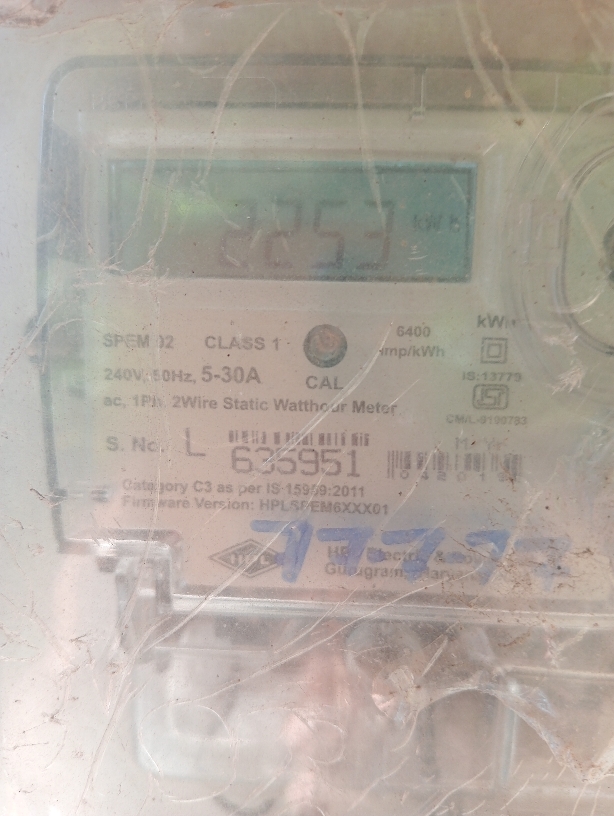 2253 kWh
SPEM 02 CLASS 1 6400 kWh
imp/kWh
240V, 50Hz, 5-30A CAL IS:13779
ac, 1Ph, 2Wire Static Watthour Meter
S. No. L 635951
Category C3 as per IS 15959:2011
Firmware Version: HPLSPEM6XXX01
HPL
Gurugram